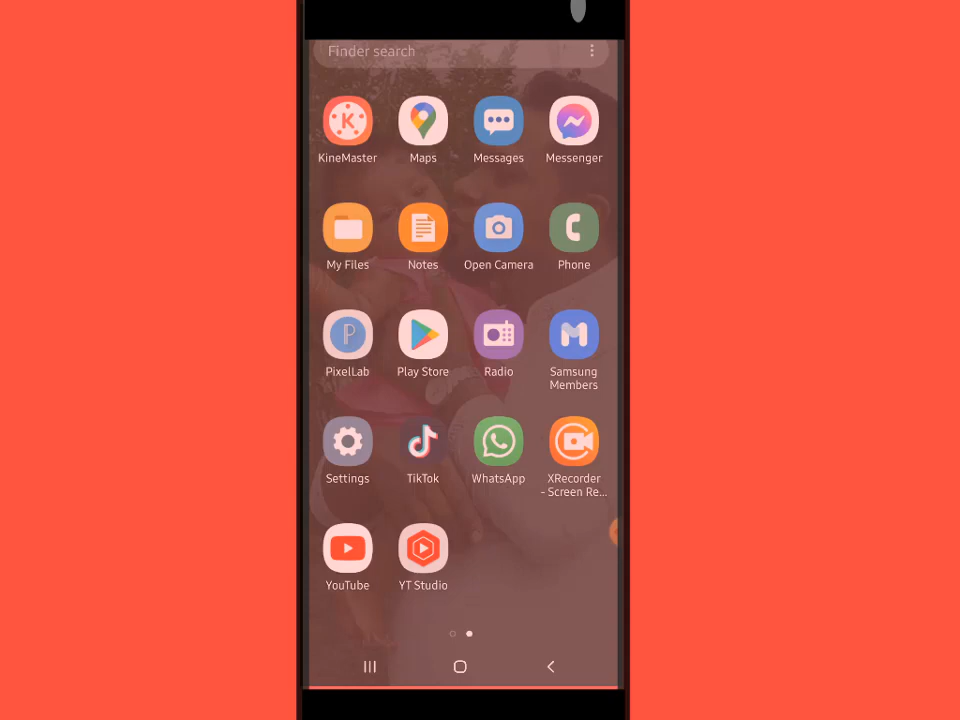 Finder search
KineMaster
Maps
Messages
Messenger
My Files
Notes
Open Camera
Phone
PixelLab
Play Store
Radio
Samsung
Members
Settings
TikTok
WhatsApp
XRecorder
- Screen Re...
YouTube
YT Studio